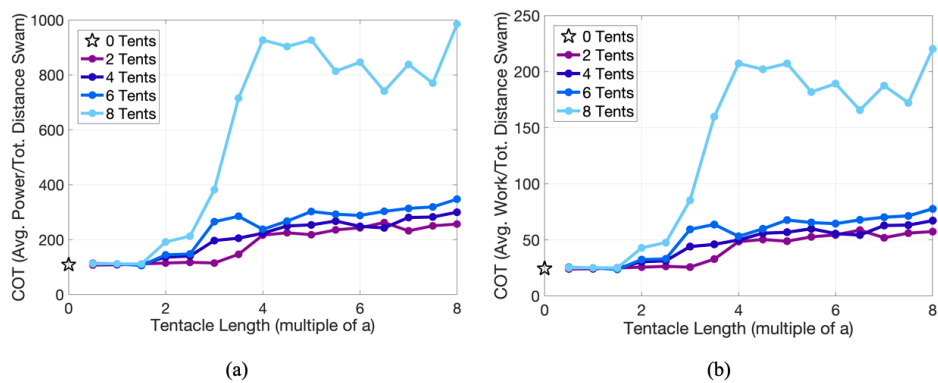 1000
800
600
400
200
0
0
2
4
6
8
COT (Avg. Power/Tot. Distance Swam)
Tentacle Length (multiple of a)
0 Tents
2 Tents
4 Tents
6 Tents
8 Tents
(a)
250
200
150
100
50
0
0
2
4
6
8
COT (Avg. Work/Tot. Distance Swam)
Tentacle Length (multiple of a)
0 Tents
2 Tents
4 Tents
6 Tents
8 Tents
(b)